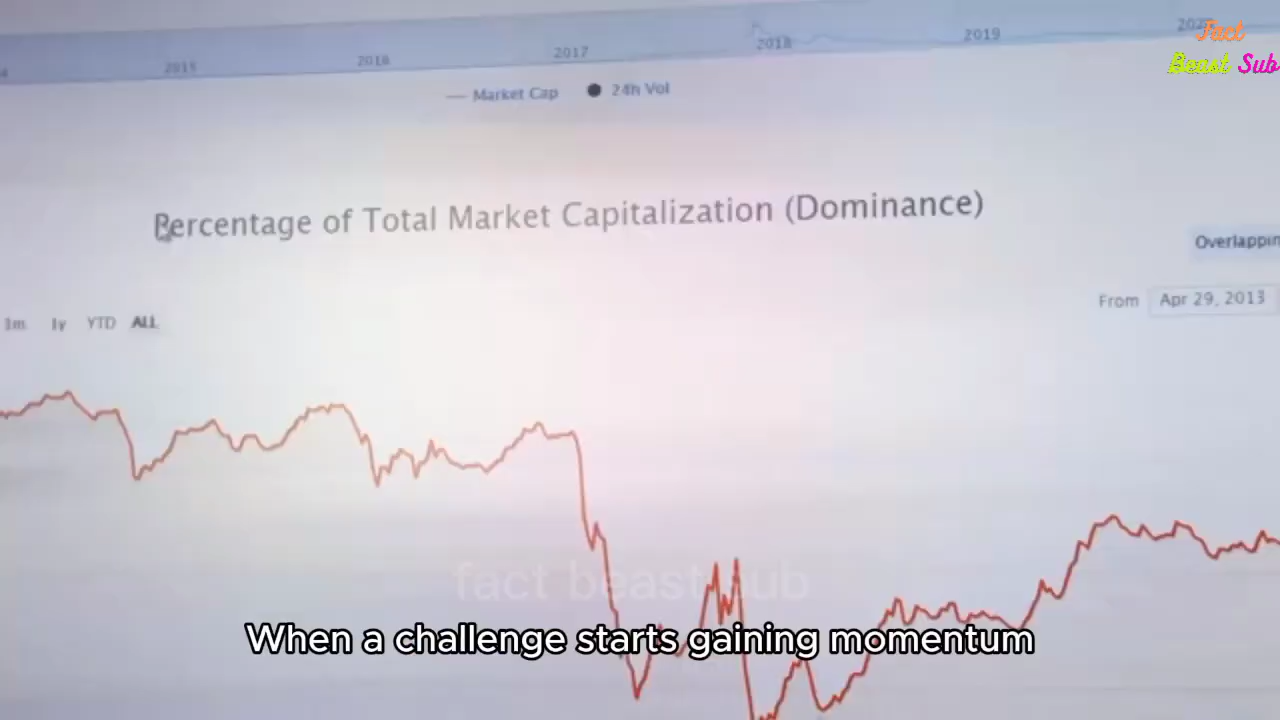 2015 2016 2017 2018 2019
Fact
Beast Sub
Market Cap 24h Vol
Percentage of Total Market Capitalization (Dominance)
Overlappin
From Apr 29, 2013
1m 1y YTD ALL
fact beast sub
When a challenge starts gaining momentum